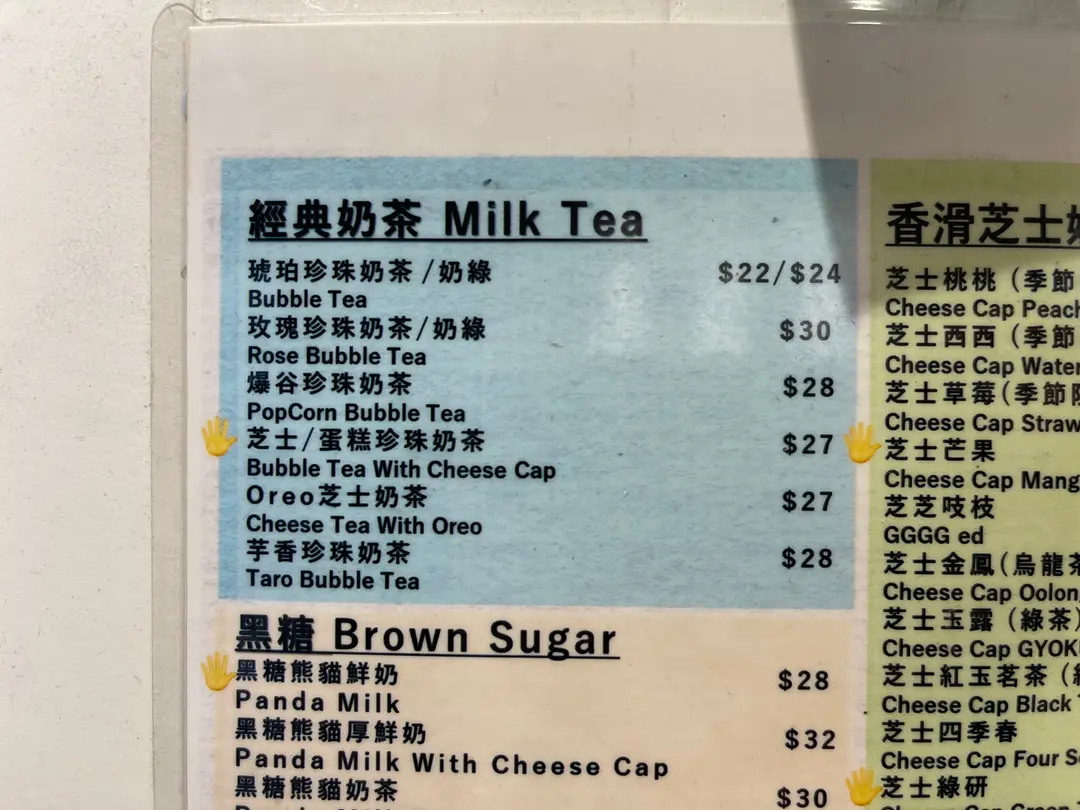 經典奶茶 Milk Tea
琥珀珍珠奶茶/奶綠 $22/$24
Bubble Tea
玫瑰珍珠奶茶/奶綠 $30
Rose Bubble Tea
爆谷珍珠奶茶 $28
PopCorn Bubble Tea
芝士/蛋糕珍珠奶茶 $27
Bubble Tea With Cheese Cap
Oreo芝士奶茶 $27
Cheese Tea With Oreo
芋香珍珠奶茶 $28
Taro Bubble Tea
黑糖 Brown Sugar
黑糖熊貓鮮奶 $28
Panda Milk
黑糖熊貓厚鮮奶 $32
Panda Milk With Cheese Cap
黑糖熊貓奶茶 $30
香滑芝士
芝士桃桃（季節
Cheese Cap Peach
芝士西西（季節
Cheese Cap Water
芝士草莓(季節
Cheese Cap Straw
芝士芒果
Cheese Cap Mang
芝芝吱枝
GGGG ed
芝士金鳳(烏龍茶
Cheese Cap Oolon
芝士玉露（綠茶)
Cheese Cap GYOK
芝士紅玉茗茶（
Cheese Cap Black
芝士四季春
Cheese Cap Four S
芝士綠研